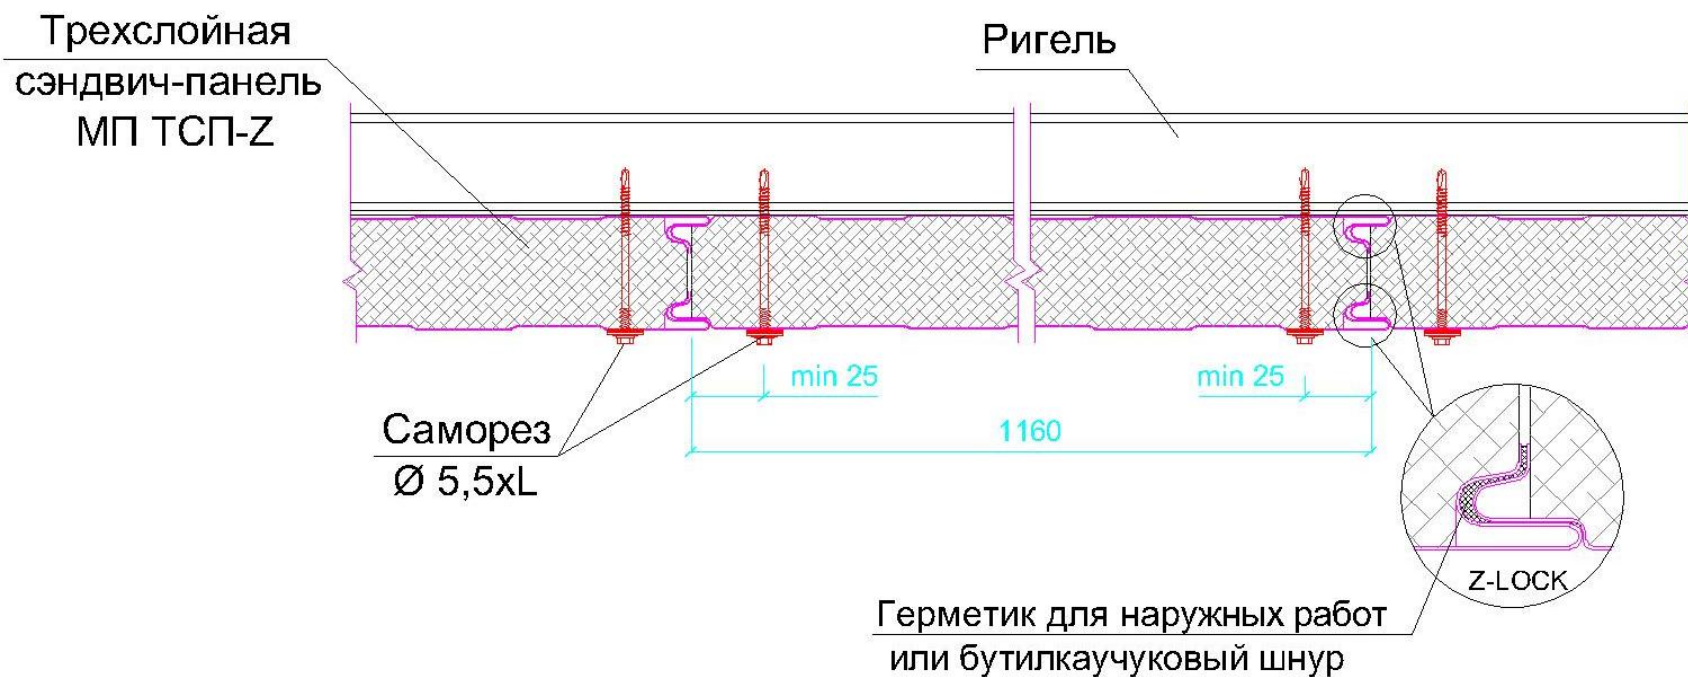 Трехслойная
сэндвич-панель
МП ТСП-Z
Ригель
min 25
min 25
1160
Саморез
Ø 5,5xL
Z-LOCK
Герметик для наружных работ
или бутилкаучуковый шнур